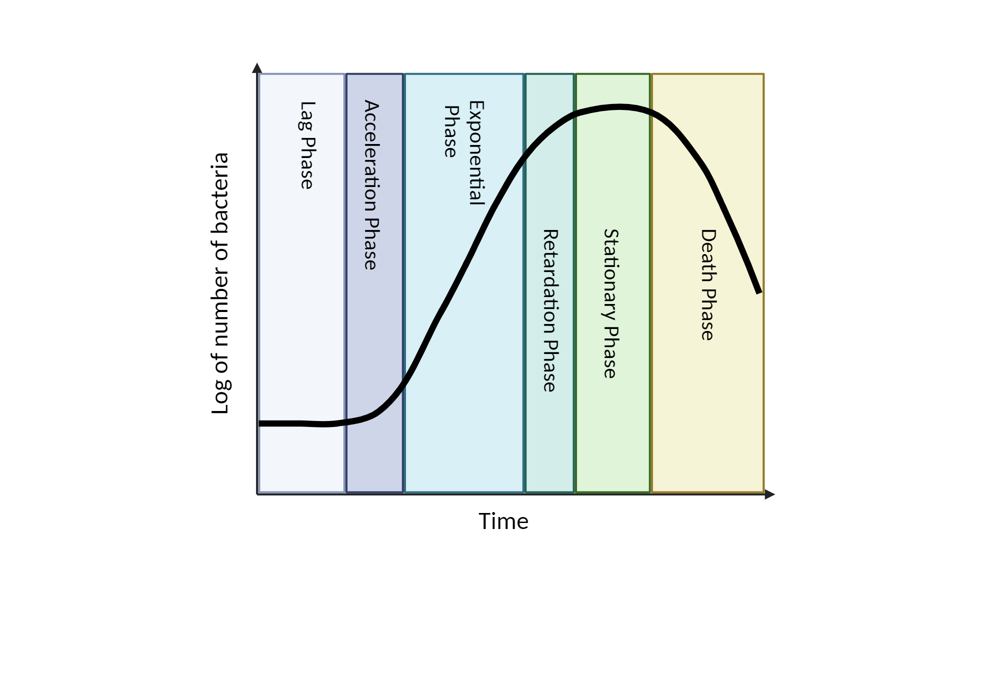 Log of number of bacteria
Lag Phase
Acceleration Phase
Exponential
Phase
Retardation Phase
Stationary Phase
Death Phase
Time